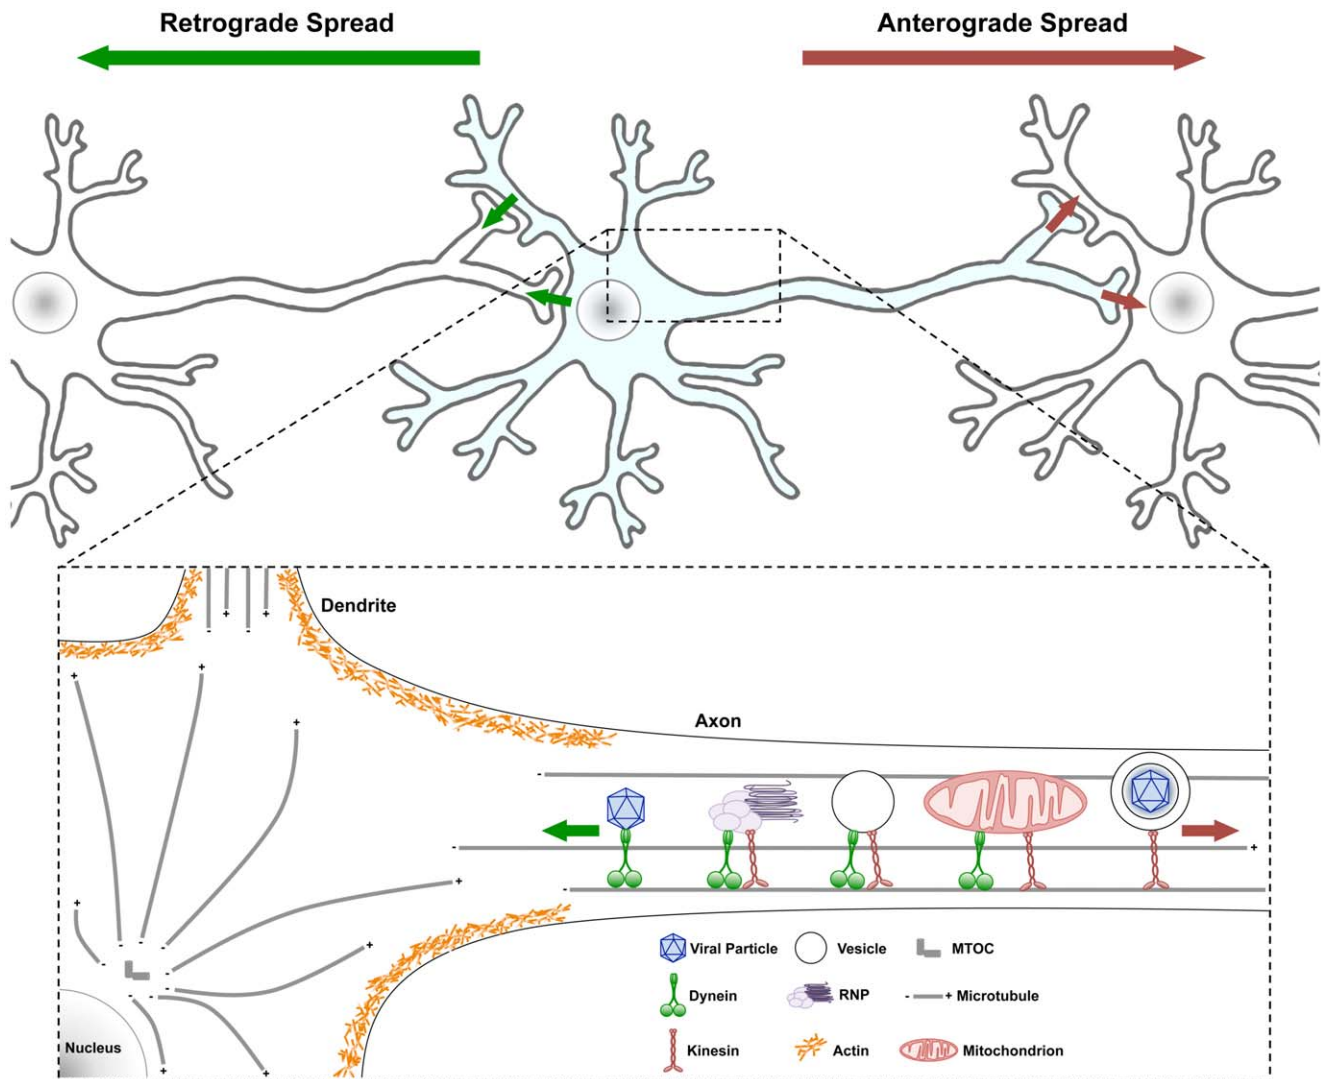 Retrograde Spread
Anterograde Spread
Dendrite
+ +
- -
+
+
+
Axon
-
- +
+
-
+
+
- - -
-
-
-
- -
+ +
Nucleus
Viral Particle
Vesicle
MTOC
Dynein
RNP
- + Microtubule
Kinesin
Actin
Mitochondrion